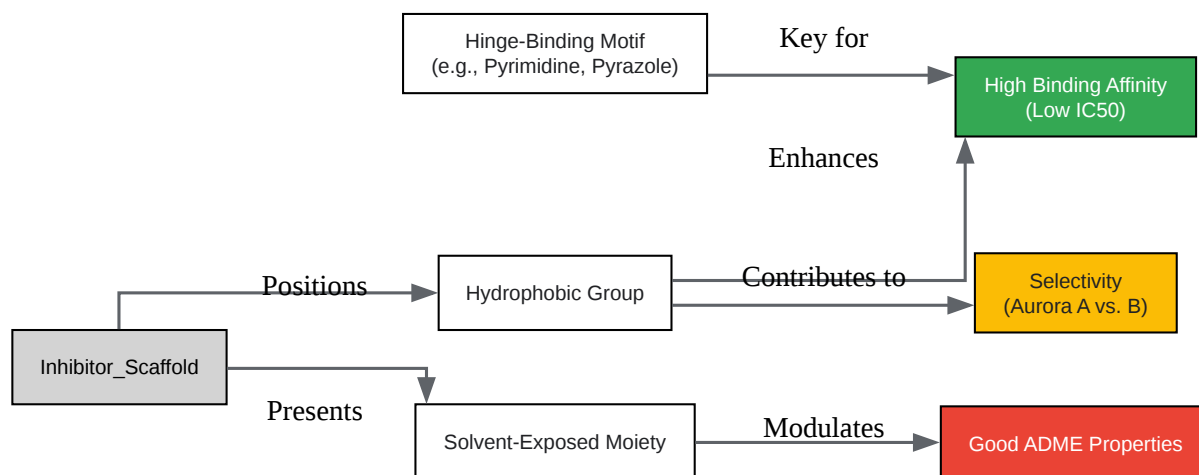 Hinge-Binding Motif
(e.g., Pyrimidine, Pyrazole)
Key for
High Binding Affinity
(Low IC50)
Enhances
Positions
Hydrophobic Group
Contributes to
Selectivity
(Aurora A vs. B)
Inhibitor_Scaffold
Presents
Solvent-Exposed Moiety
Modulates
Good ADME Properties